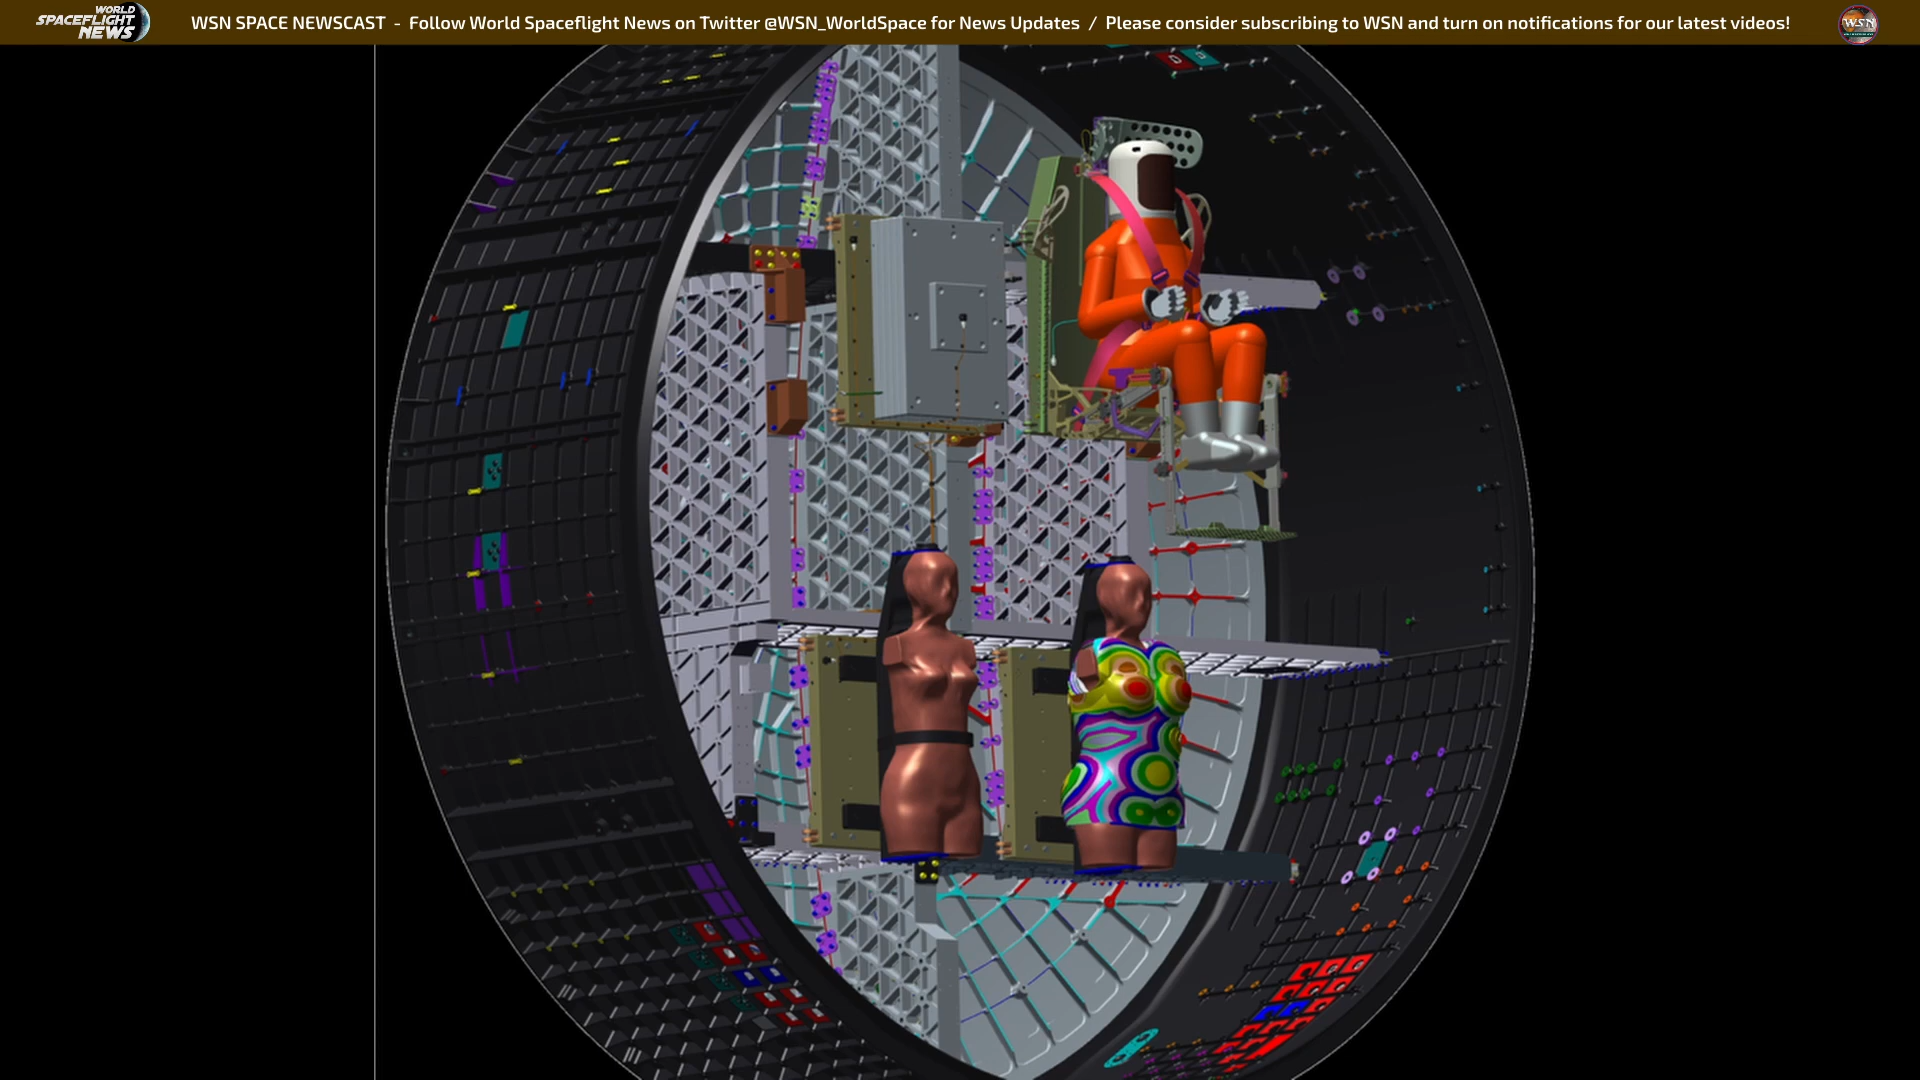 WORLD
SPACEFLIGHT
NEWS
WSN SPACE NEWSCAST - Follow World Spaceflight News on Twitter @WSN_WorldSpace for News Updates / Please consider subscribing to WSN and turn on notifications for our latest videos!
WSN